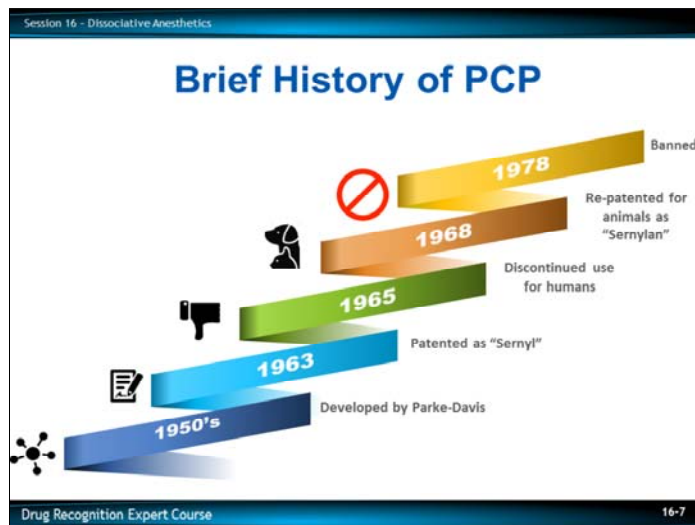 Session 16 - Dissociative Anesthetics
Brief History of PCP
Banned
1978
Re-patented for
animals as
"Sernylan"
1968
Discontinued use
for humans
1965
Patented as "Sernyl"
1963
Developed by Parke-Davis
1950's
Drug Recognition Expert Course
16-7